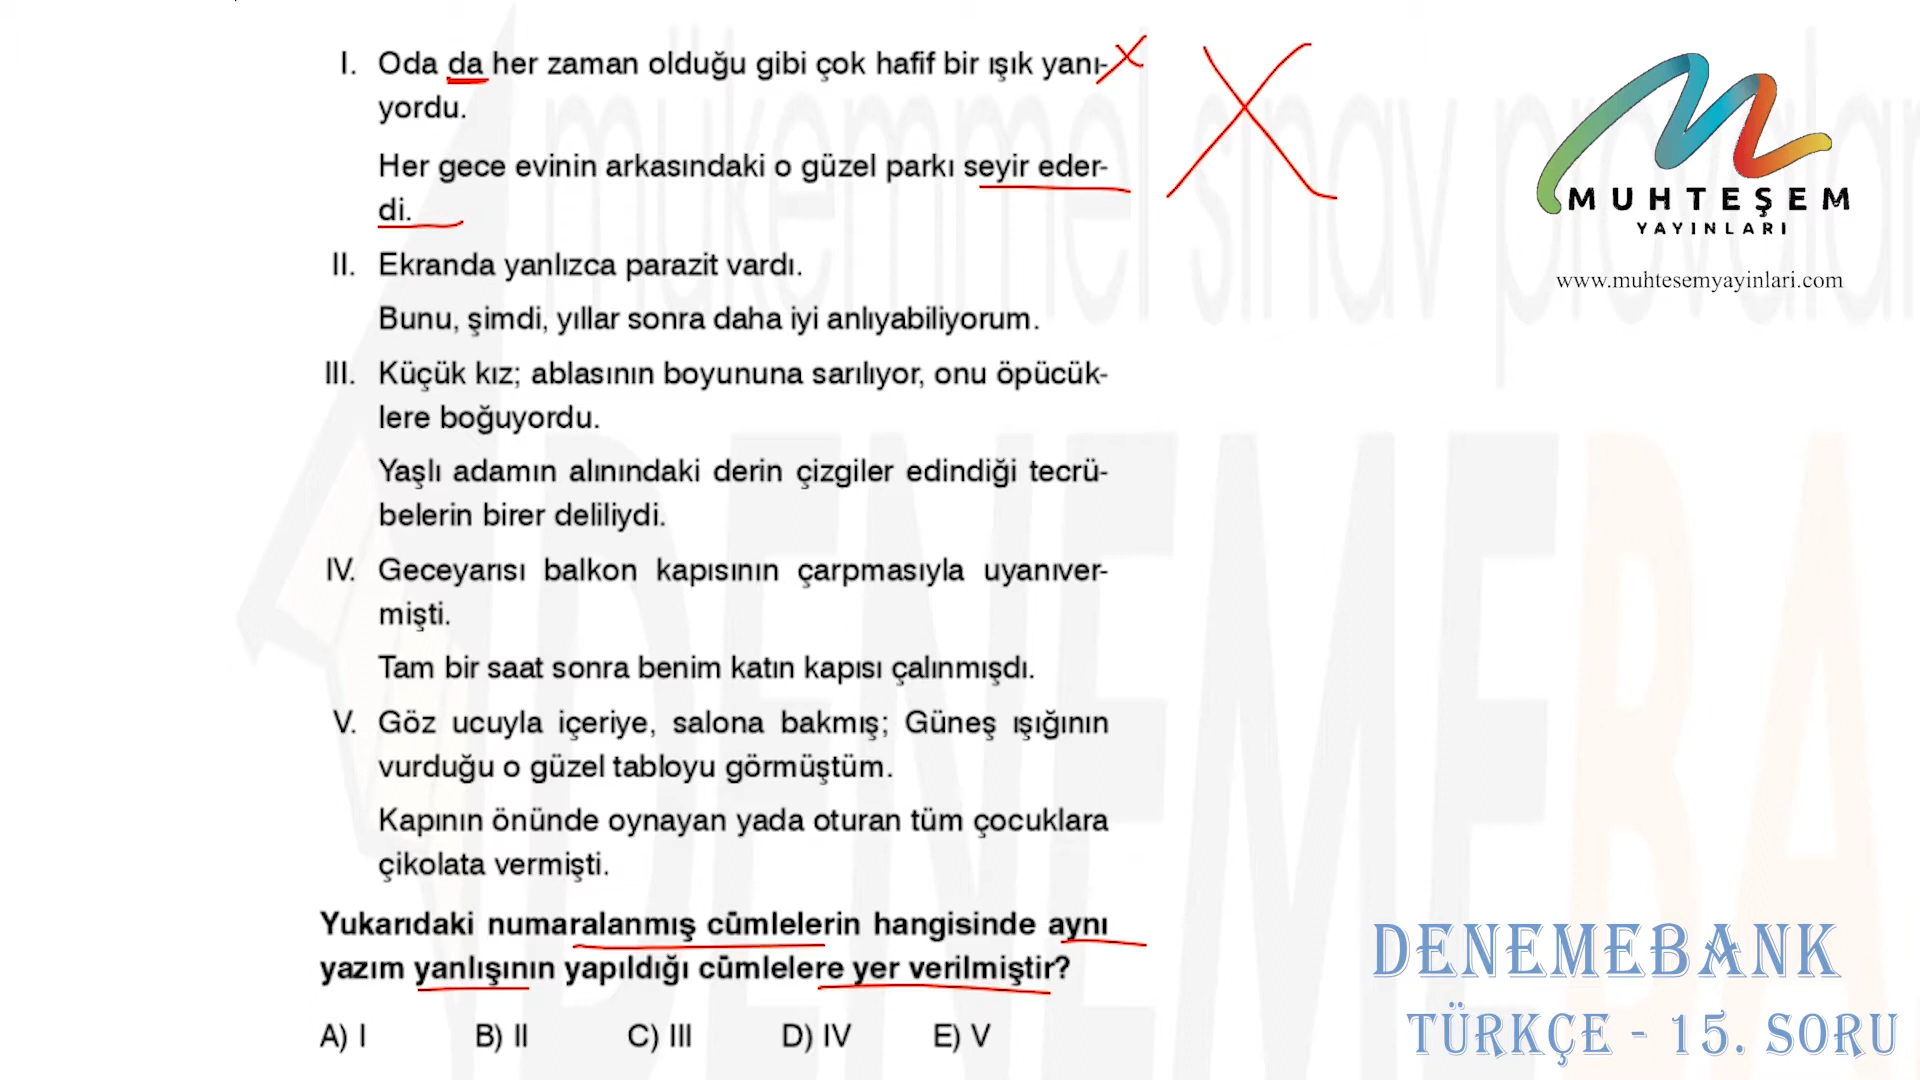 I. Oda da her zaman olduğu gibi çok hafif bir ışık yanı-
yordu.
Her gece evinin arkasındaki o güzel parkı seyir eder-
di.
II. Ekranda yanlızca parazit vardı.
Bunu, şimdi, yıllar sonra daha iyi anlıyabiliyorum.
III. Küçük kız; ablasının boyununa sarılıyor, onu öpücük-
lere boğuyordu.
Yaşlı adamın alınındaki derin çizgiler edindiği tecrü-
belerin birer deliliydi.
IV. Geceyarısı balkon kapısının çarpmasıyla uyanıver-
mişti.
Tam bir saat sonra benim katın kapısı çalınmışdı.
V. Göz ucuyla içeriye, salona bakmış; Güneş ışığının
vurduğu o güzel tabloyu görmüştüm.
Kapının önünde oynayan yada oturan tüm çocuklara
çikolata vermişti.
Yukarıdaki numaralanmış cümlelerin hangisinde aynı
yazım yanlışının yapıldığı cümlelere yer verilmiştir?
A) I B) II C) III D) IV E) V
MUHTEŞEM
YAYINLARI
www.muhtesemyayinlari.com
mükemmel sınav provaları
DENEMEBA
DENEMEBANK
TÜRKÇE - 15. SORU